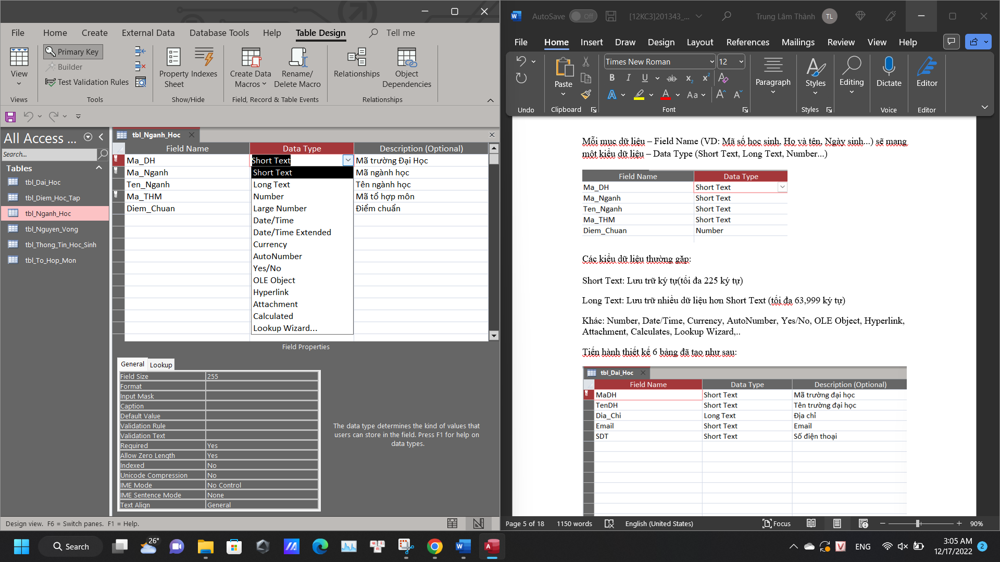 File Home Create External Data Database Tools Help Table Design Tell me
View
Views
Primary Key
Builder
Test Validation Rules
Tools
Property Sheet
Indexes
Show/Hide
Create Data Macros
Rename/ Delete Macro
Field, Record & Table Events
Relationships
Object Dependencies
Relationships
All Access ...
Search...
Tables
tbl_Dai_Hoc
tbl_Diem_Hoc_Tap
tbl_Nganh_Hoc
tbl_Nguyen_Vong
tbl_Thong_Tin_Hoc_Sinh
tbl_To_Hop_Mon
tbl_Nganh_Hoc
Field Name Data Type Description (Optional)
Ma_DH Short Text Mã trường Đại Học
Ma_Nganh Mã ngành học
Ten_Nganh Tên ngành học
Ma_THM Mã tổ hợp môn
Diem_Chuan Điểm chuẩn
Short Text
Long Text
Number
Large Number
Date/Time
Date/Time Extended
Currency
AutoNumber
Yes/No
OLE Object
Hyperlink
Attachment
Calculated
Lookup Wizard...
Field Properties
General Lookup
Field Size 255
Format
Input Mask
Caption
Default Value
Validation Rule
Validation Text
Required Yes
Allow Zero Length Yes
Indexed No
Unicode Compression No
IME Mode No Control
IME Sentence Mode None
Text Align General
The data type determines the kind of values that
users can store in the field. Press F1 for help on
data types.
Design view. F6 = Switch panes. F1 = Help.
AutoSave Off [12KC3]201343_... Trung Lâm Thành TL
File Home Insert Draw Design Layout References Mailings Review View Help
Undo
Paste
Clipboard
Times New Roman 12
B I U ab x₂ x² A
A A Aa A A
Font
Paragraph
Styles
Styles
Editing
Dictate
Voice
Editor
Editor
Mỗi mục dữ liệu – Field Name (VD: Mã số học sinh, Họ và tên, Ngày sinh...) sẽ mang
một kiểu dữ liệu – Data Type (Short Text, Long Text, Number...)
Field Name Data Type
Ma_DH Short Text
Ma_Nganh Short Text
Ten_Nganh Short Text
Ma_THM Short Text
Diem_Chuan Number
Các kiểu dữ liệu thường gặp:
Short Text: Lưu trữ ký tự(tối đa 225 ký tự)
Long Text: Lưu trữ nhiều dữ liệu hơn Short Text (tối đa 63,999 ký tự)
Khác: Number, Date/Time, Currency, AutoNumber, Yes/No, OLE Object, Hyperlink,
Attachment, Calculates, Lookup Wizard,..
Tiến hành thiết kế 6 bảng đã tạo như sau:
tbl_Dai_Hoc
Field Name Data Type Description (Optional)
MaDH Short Text Mã trường đại học
TenDH Short Text Tên trường đại học
Dia_Chi Long Text Địa chỉ
Email Short Text Email
SDT Short Text Số điện thoại
Page 5 of 18 1150 words English (United States) Focus 90%
Search 26° ENG 3:05 AM
12/17/2022 2